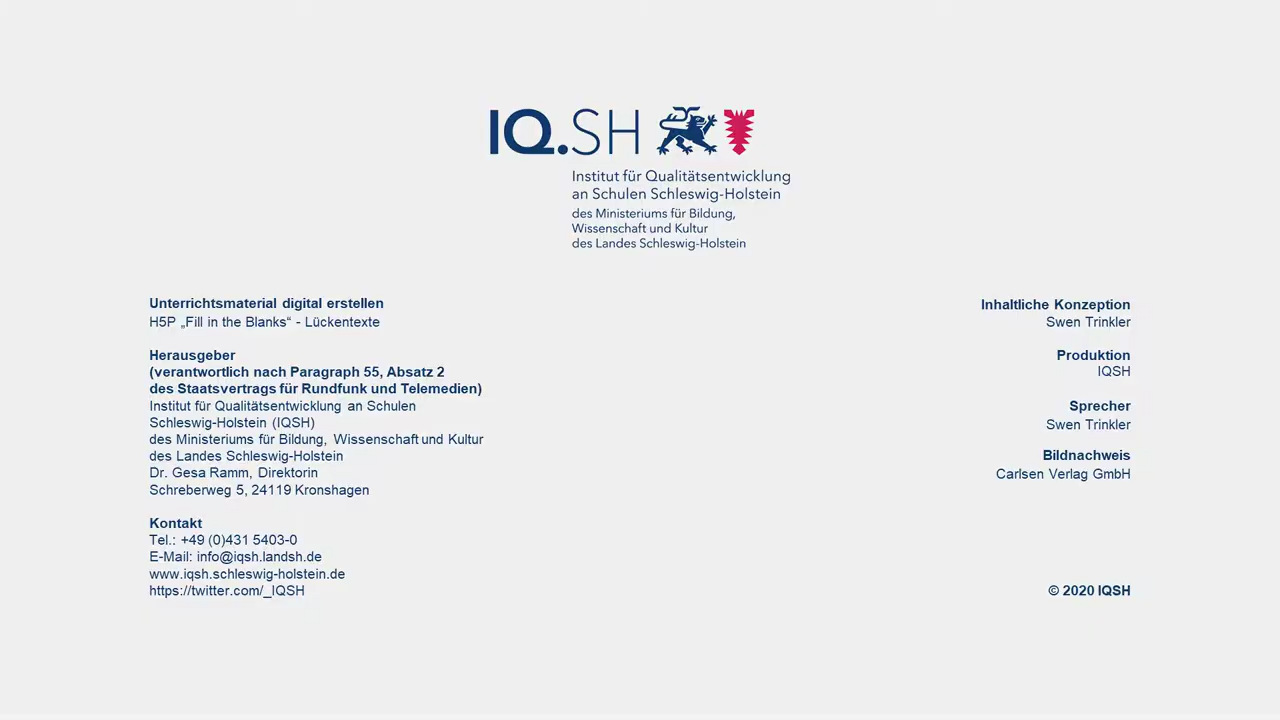 IQ.SH
Institut für Qualitätsentwicklung
an Schulen Schleswig-Holstein
des Ministeriums für Bildung,
Wissenschaft und Kultur
des Landes Schleswig-Holstein
Unterrichtsmaterial digital erstellen
H5P „Fill in the Blanks“ - Lückentexte
Herausgeber
(verantwortlich nach Paragraph 55, Absatz 2
des Staatsvertrags für Rundfunk und Telemedien)
Institut für Qualitätsentwicklung an Schulen
Schleswig-Holstein (IQSH)
des Ministeriums für Bildung, Wissenschaft und Kultur
des Landes Schleswig-Holstein
Dr. Gesa Ramm, Direktorin
Schreberweg 5, 24119 Kronshagen
Kontakt
Tel.: +49 (0)431 5403-0
E-Mail: info@iqsh.landsh.de
www.iqsh.schleswig-holstein.de
https://twitter.com/_IQSH
Inhaltliche Konzeption
Swen Trinkler
Produktion
IQSH
Sprecher
Swen Trinkler
Bildnachweis
Carlsen Verlag GmbH
© 2020 IQSH